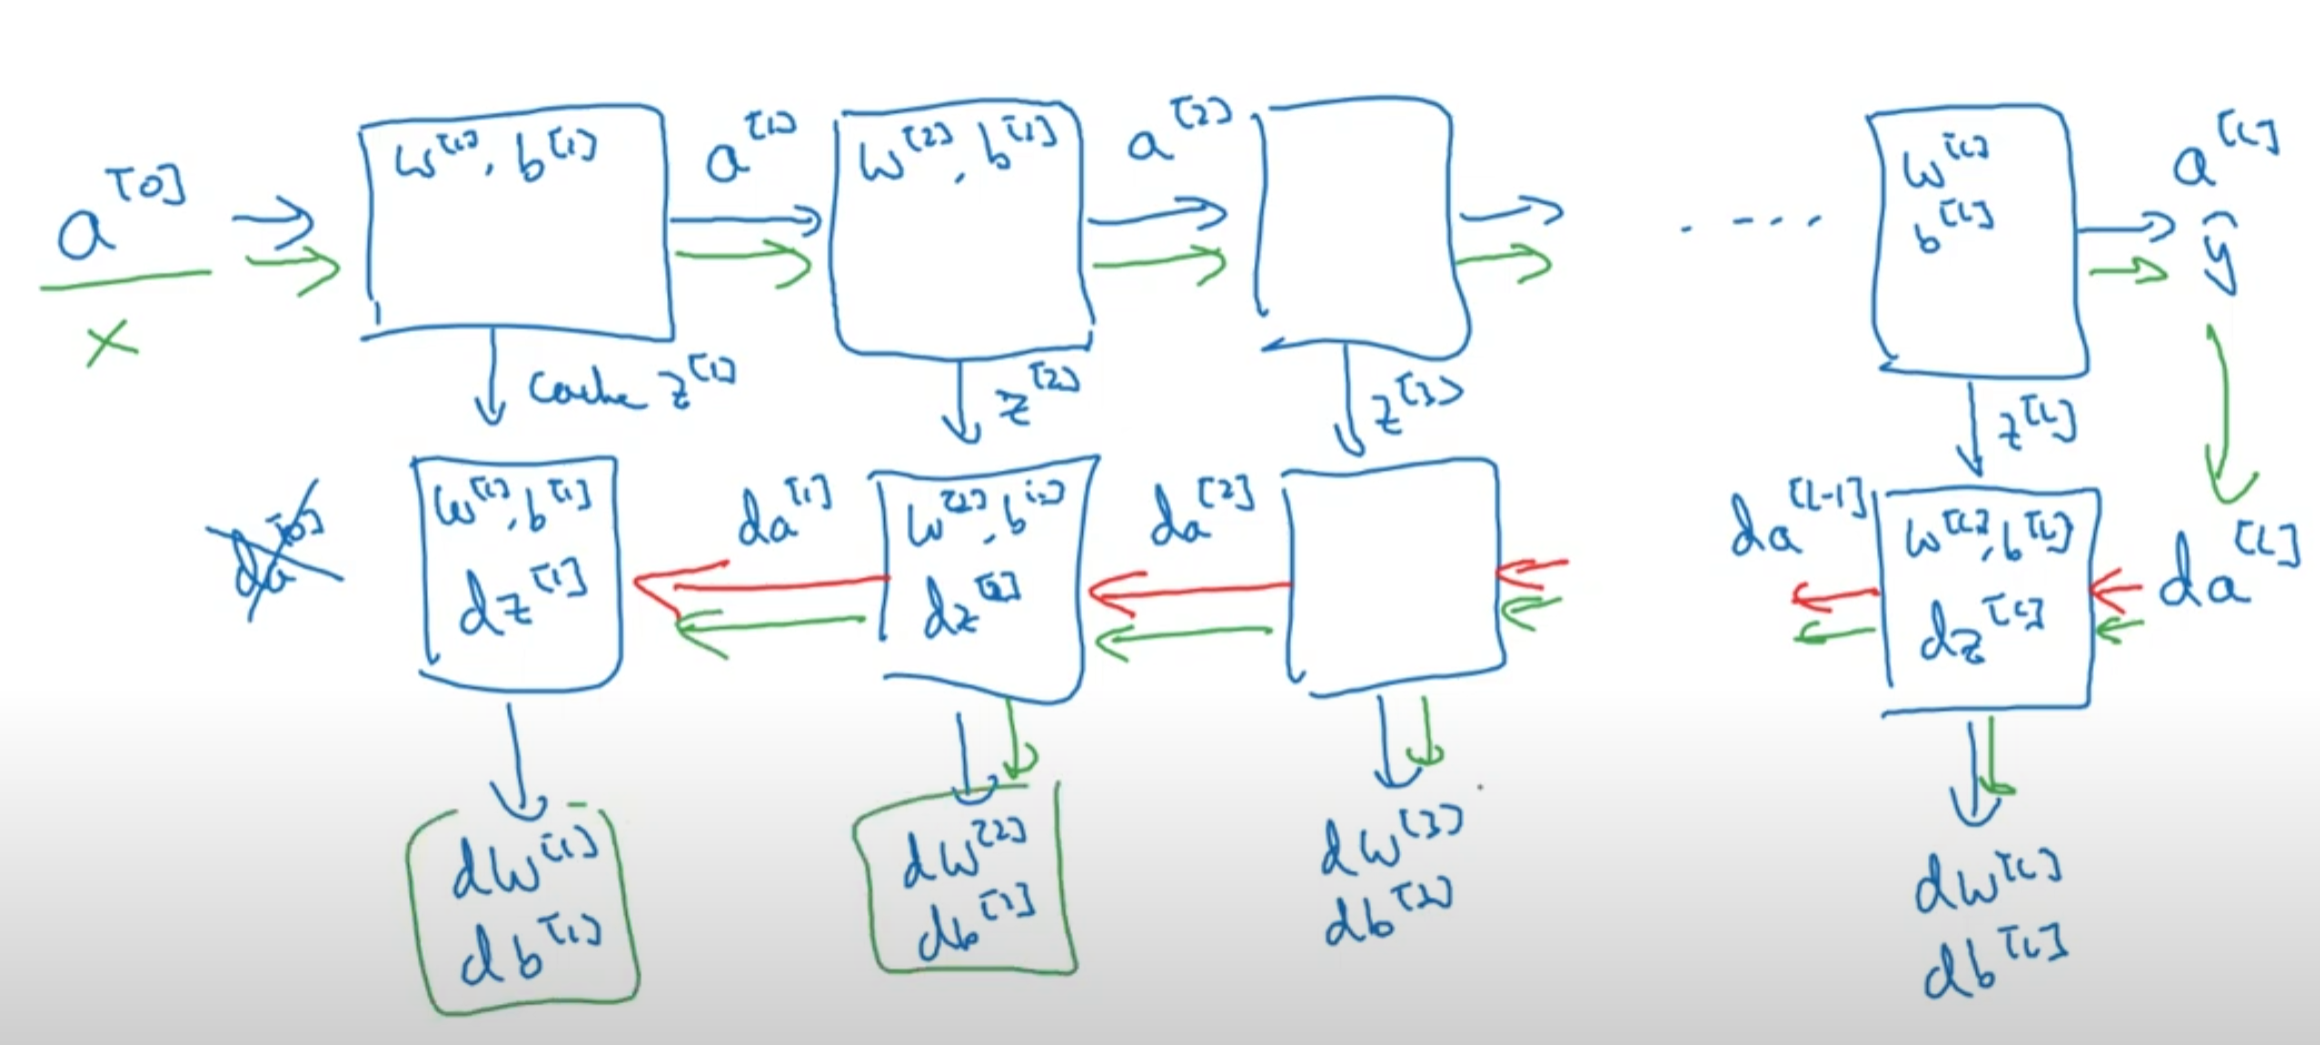 a^[0]
x
w^[1], b^[1]
a^[1]
w^[2], b^[1]
a^[2]
....
w^[L]
b^[L]
a^[L]
ŷ
cache z^[1]
z^[2]
z^[3]
z^[L]
da^[0]
w^[1], b^[1]
dz^[1]
da^[1]
w^[2], b^[2]
dz^[2]
da^[2]
da^[L-1]
w^[L], b^[L]
dz^[L]
da^[L]
dw^[1]
db^[1]
dw^[2]
db^[2]
dw^[3]
db^[3]
dw^[L]
db^[L]